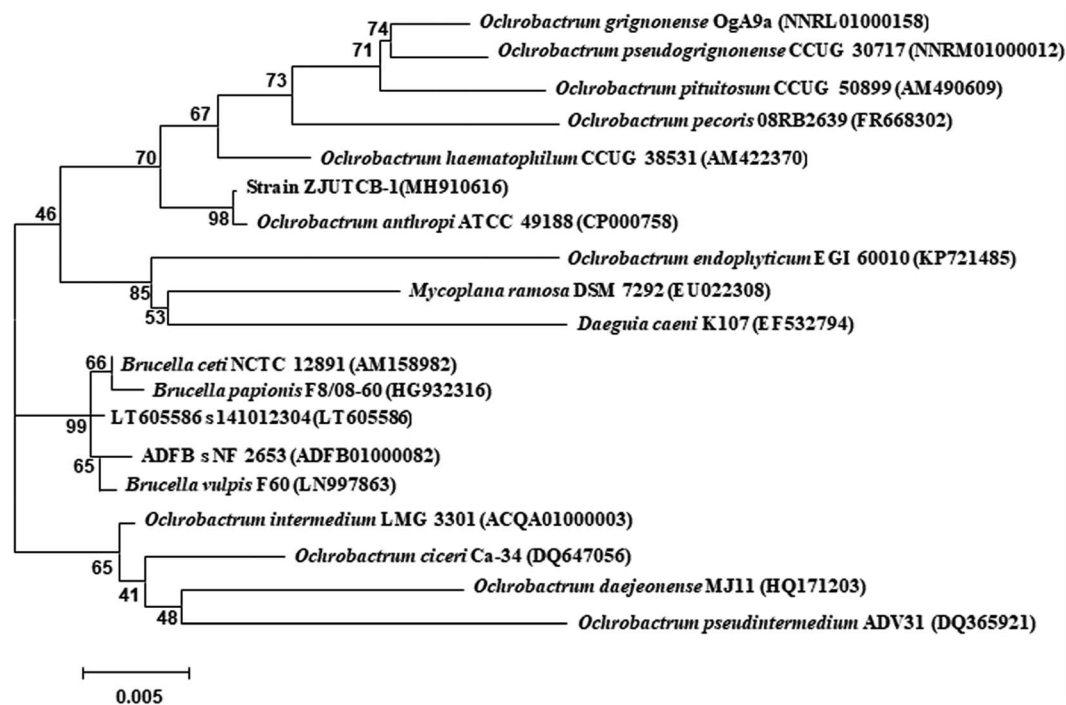 74
Ochrobactrum grignonense OgA9a (NNRL01000158)
71
Ochrobactrum pseudogrignonense CCUG 30717 (NNRM01000012)
73
Ochrobactrum pituitosum CCUG 50899 (AM490609)
67
Ochrobactrum pecoris 08RB2639 (FR668302)
70
Ochrobactrum haematophilum CCUG 38531 (AM422370)
Strain ZJUTCB-1(MH910616)
46
98
Ochrobactrum anthropi ATCC 49188 (CP000758)
Ochrobactrum endophyticum EGI 60010 (KP721485)
85
Mycoplana ramosa DSM 7292 (EU022308)
53
Daeguia caeni K107 (EF532794)
66
Brucella ceti NCTC 12891 (AM158982)
Brucella papionis F8/08-60 (HG932316)
99
LT605586 s141012304(LT605586)
65
ADFB sNF 2653 (ADFB01000082)
Brucella vulpis F60 (LN997863)
Ochrobactrum intermedium LMG 3301 (ACQA01000003)
65
Ochrobactrum ciceri Ca-34 (DQ647056)
41
Ochrobactrum daejeonense MJ11 (HQ171203)
48
Ochrobactrum pseudintermedium ADV31 (DQ365921)
0.005